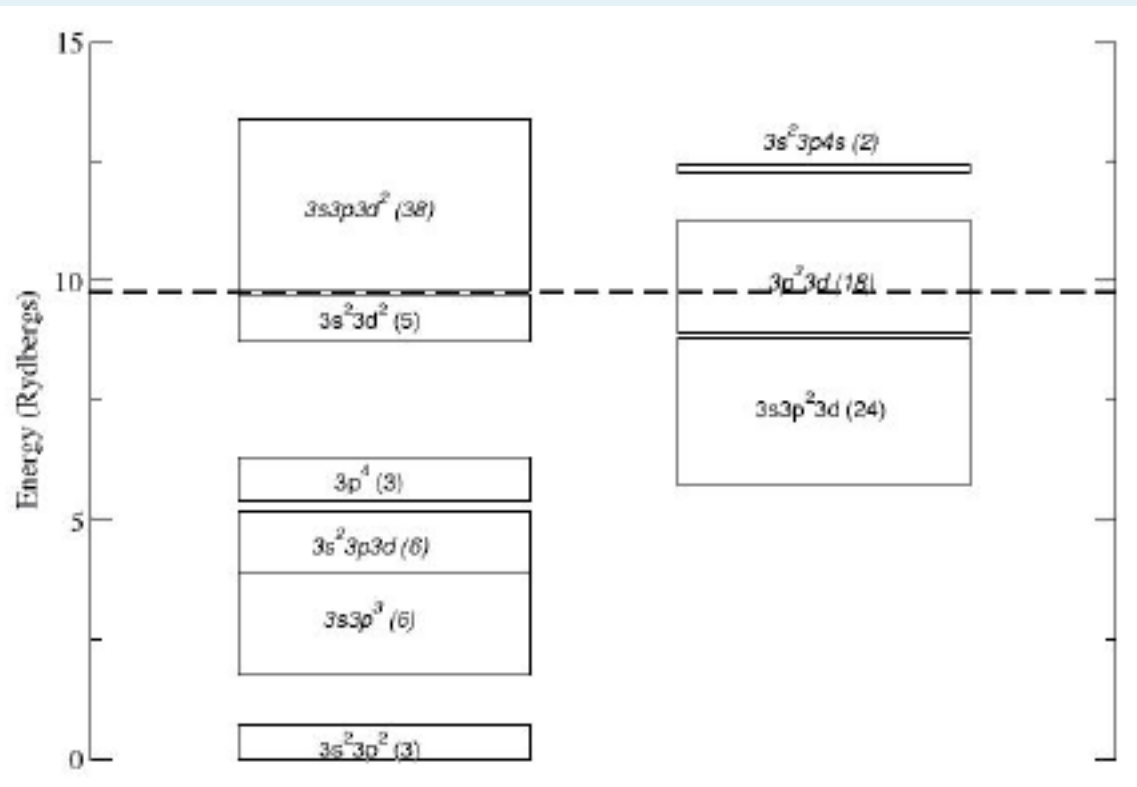 15
3s²3p4s (2)
3s3p3d² (38)
10
3p³3d (18)
3s²3d² (5)
Energy (Rydbergs)
3s3p²3d (24)
3p⁴ (3)
5
3s²3p3d (6)
3s3p³ (6)
3s²3p² (3)
0